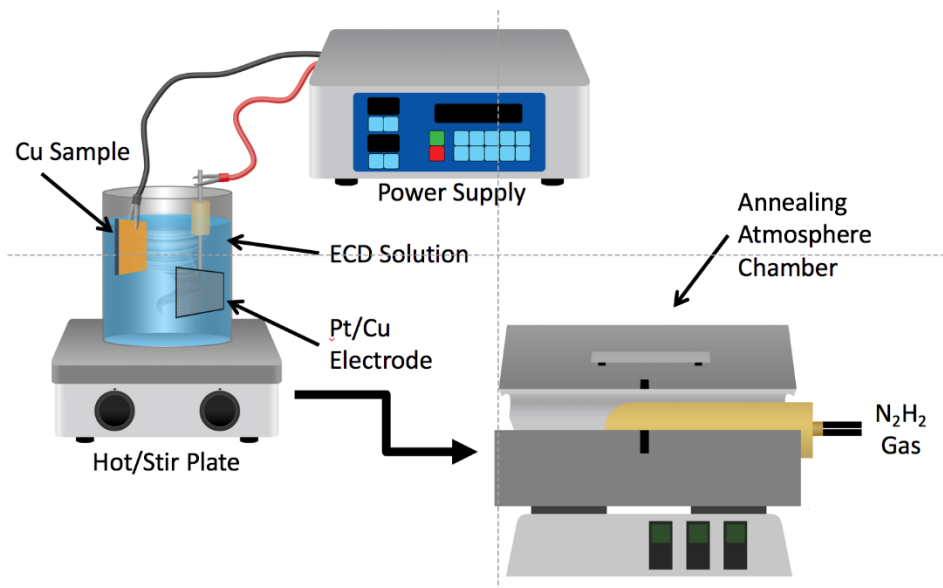 Cu Sample
Power Supply
ECD Solution
Pt/Cu
Electrode
Hot/Stir Plate
Annealing
Atmosphere
Chamber
N₂H₂
Gas